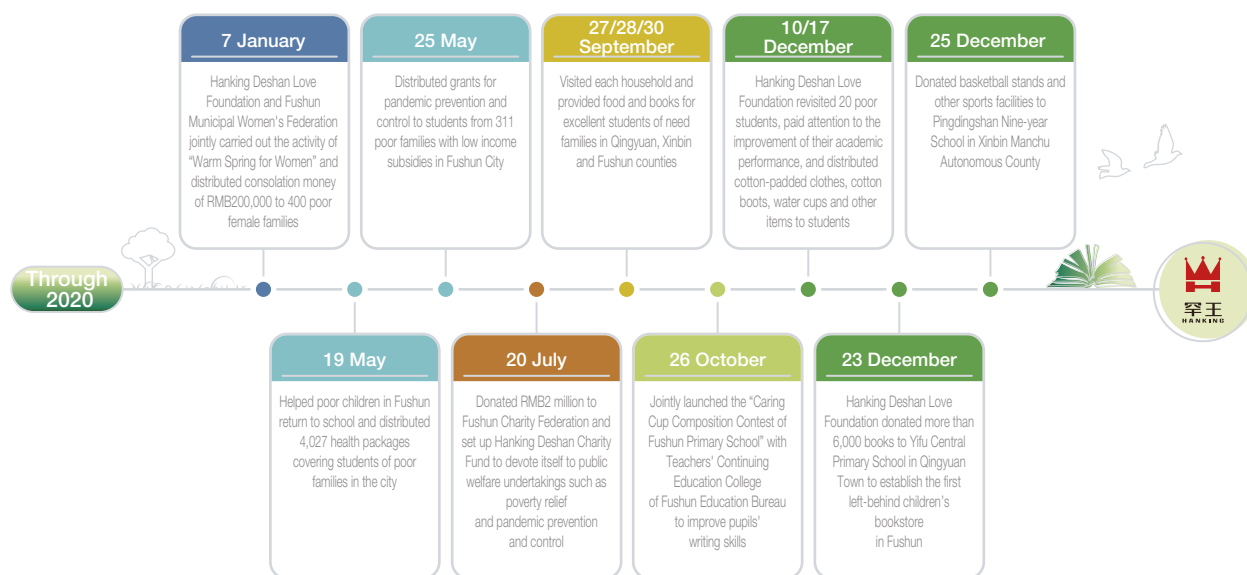 7 January
Hanking Deshan Love
Foundation and Fushun
Municipal Women's Federation
jointly carried out the activity of
"Warm Spring for Women" and
distributed consolation money
of RMB200,000 to 400 poor
female families
25 May
Distributed grants for
pandemic prevention and
control to students from 311
poor families with low income
subsidies in Fushun City
27/28/30
September
Visited each household and
provided food and books for
excellent students of need
families in Qingyuan, Xinbin
and Fushun counties
10/17
December
Hanking Deshan Love
Foundation revisited 20 poor
students, paid attention to the
improvement of their academic
performance, and distributed
cotton-padded clothes, cotton
boots, water cups and other
items to students
25 December
Donated basketball stands and
other sports facilities to
Pingdingshan Nine-year
School in Xinbin Manchu
Autonomous County
Through
2020
罕王
HANKING
19 May
Helped poor children in Fushun
return to school and distributed
4,027 health packages
covering students of poor
families in the city
20 July
Donated RMB2 million to
Fushun Charity Federation and
set up Hanking Deshan Charity
Fund to devote itself to public
welfare undertakings such as
poverty relief
and pandemic prevention
and control
26 October
Jointly launched the "Caring
Cup Composition Contest of
Fushun Primary School" with
Teachers' Continuing
Education College
of Fushun Education Bureau
to improve pupils'
writing skills
23 December
Hanking Deshan Love
Foundation donated more than
6,000 books to Yifu Central
Primary School in Qingyuan
Town to establish the first
left-behind children's
bookstore
in Fushun